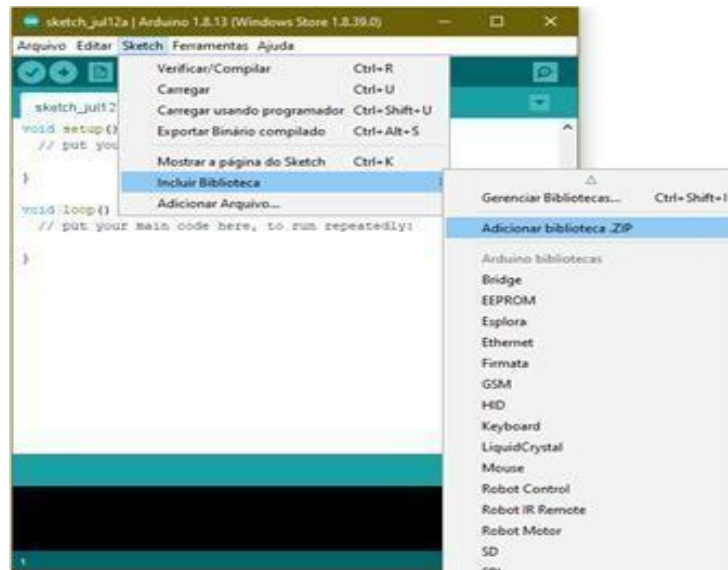 sketch_jul12a | Arduino 1.8.13 (Windows Store 1.8.39.0)
Arquivo Editar Sketch Ferramentas Ajuda
sketch_jul12
Verificar/Compilar Ctrl+R
Carregar Ctrl+U
Carregar usando programador Ctrl+Shift+U
Exportar Binário compilado Ctrl+Alt+S
Mostrar a página do Sketch Ctrl+K
Incluir Biblioteca
Adicionar Arquivo...
void setup()
// put you
}
void loop()
// put your main code here, to run repeatedly:
}
Gerenciar Bibliotecas... Ctrl+Shift+I
Adicionar biblioteca .ZIP
Arduino bibliotecas
Bridge
EEPROM
Esplora
Ethernet
Firmata
GSM
HID
Keyboard
LiquidCrystal
Mouse
Robot Control
Robot IR Remote
Robot Motor
SD
1